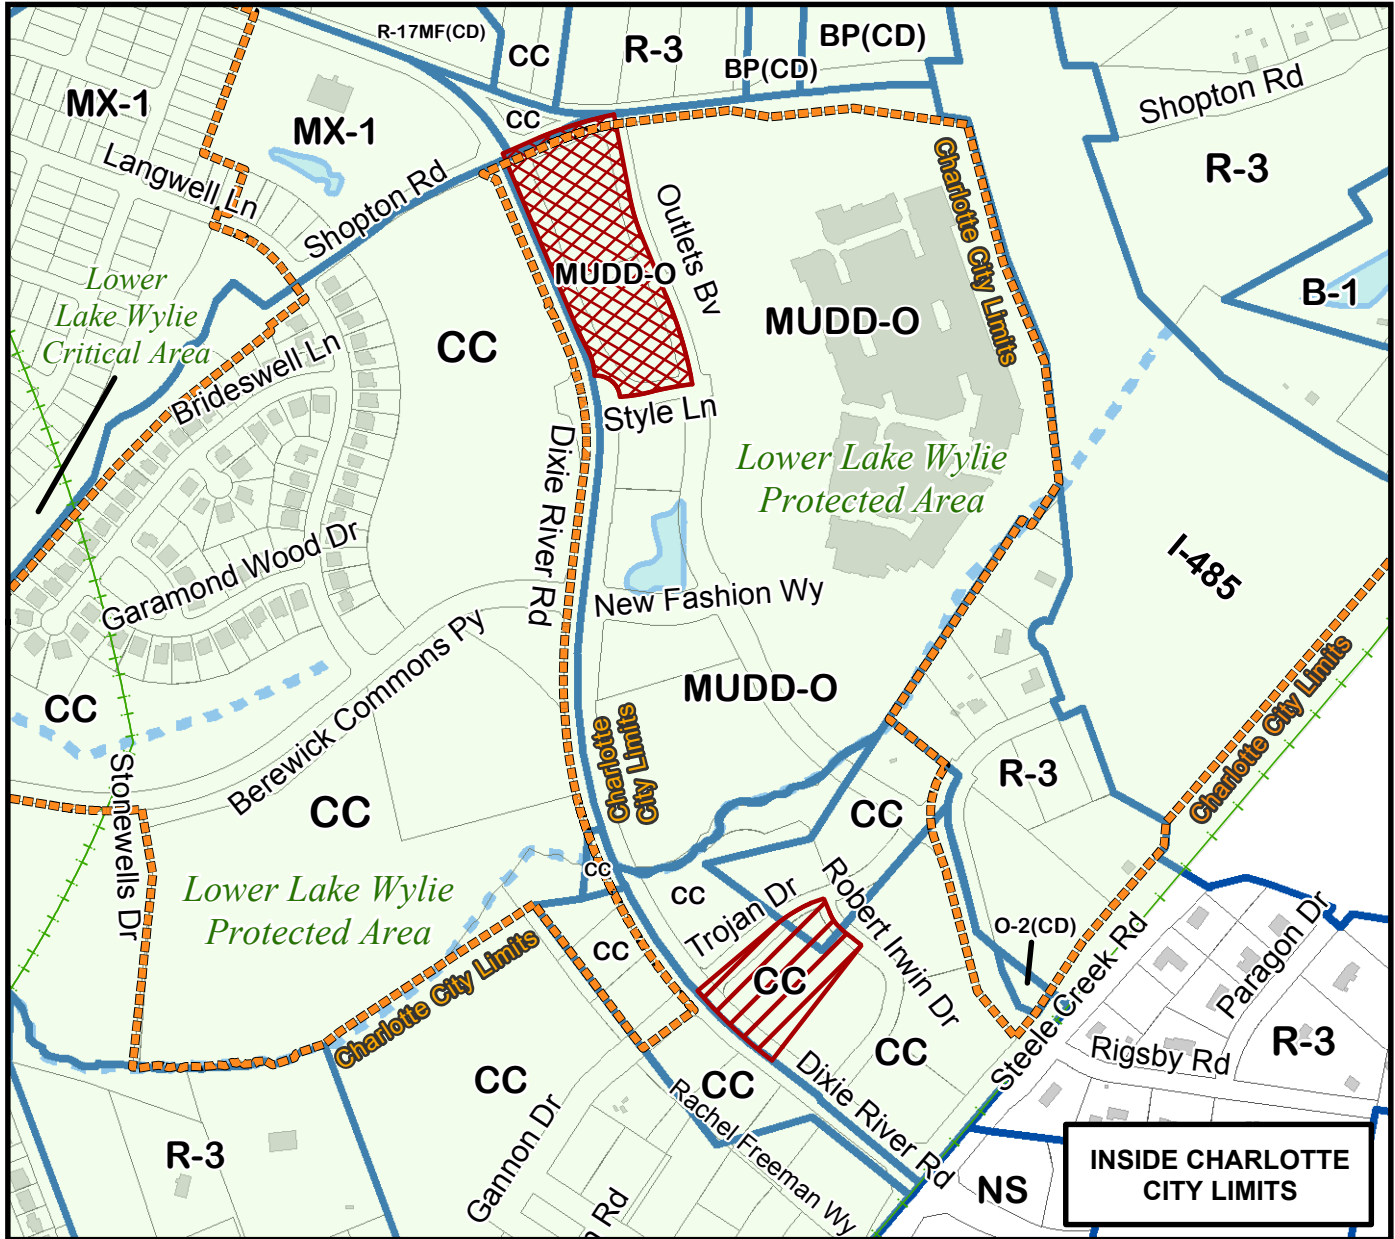 R-17MF(CD)
CC
R-3
BP(CD)
BP(CD)
MX-1
MX-1
CC
Shopton Rd
R-3
Langwell Ln
Shopton Rd
Charlotte City Limits
Outlets Bv
MUDD-O
B-1
Lower
Lake Wylie
Critical Area
CC
MUDD-O
Brideswell Ln
Style Ln
Dixie River Rd
Lower Lake Wylie
Protected Area
Garamond Wood Dr
I-485
New Fashion Wy
Berewick Commons Py
MUDD-O
CC
Charlotte
City Limits
Charlotte City Limits
Stonewells Dr
CC
R-3
CC
CC
Lower Lake Wylie
Protected Area
CC
Trojan Dr
Robert Irwin Dr
O-2(CD)
CC
CC
Charlotte City Limits
Steele Creek Rd
Paragon Dr
Rigsby Rd
R-3
CC
CC
CC
Dixie River Rd
Rachel Freeman Wy
Gannon Dr
R-3
Rd
NS
INSIDE CHARLOTTE
CITY LIMITS